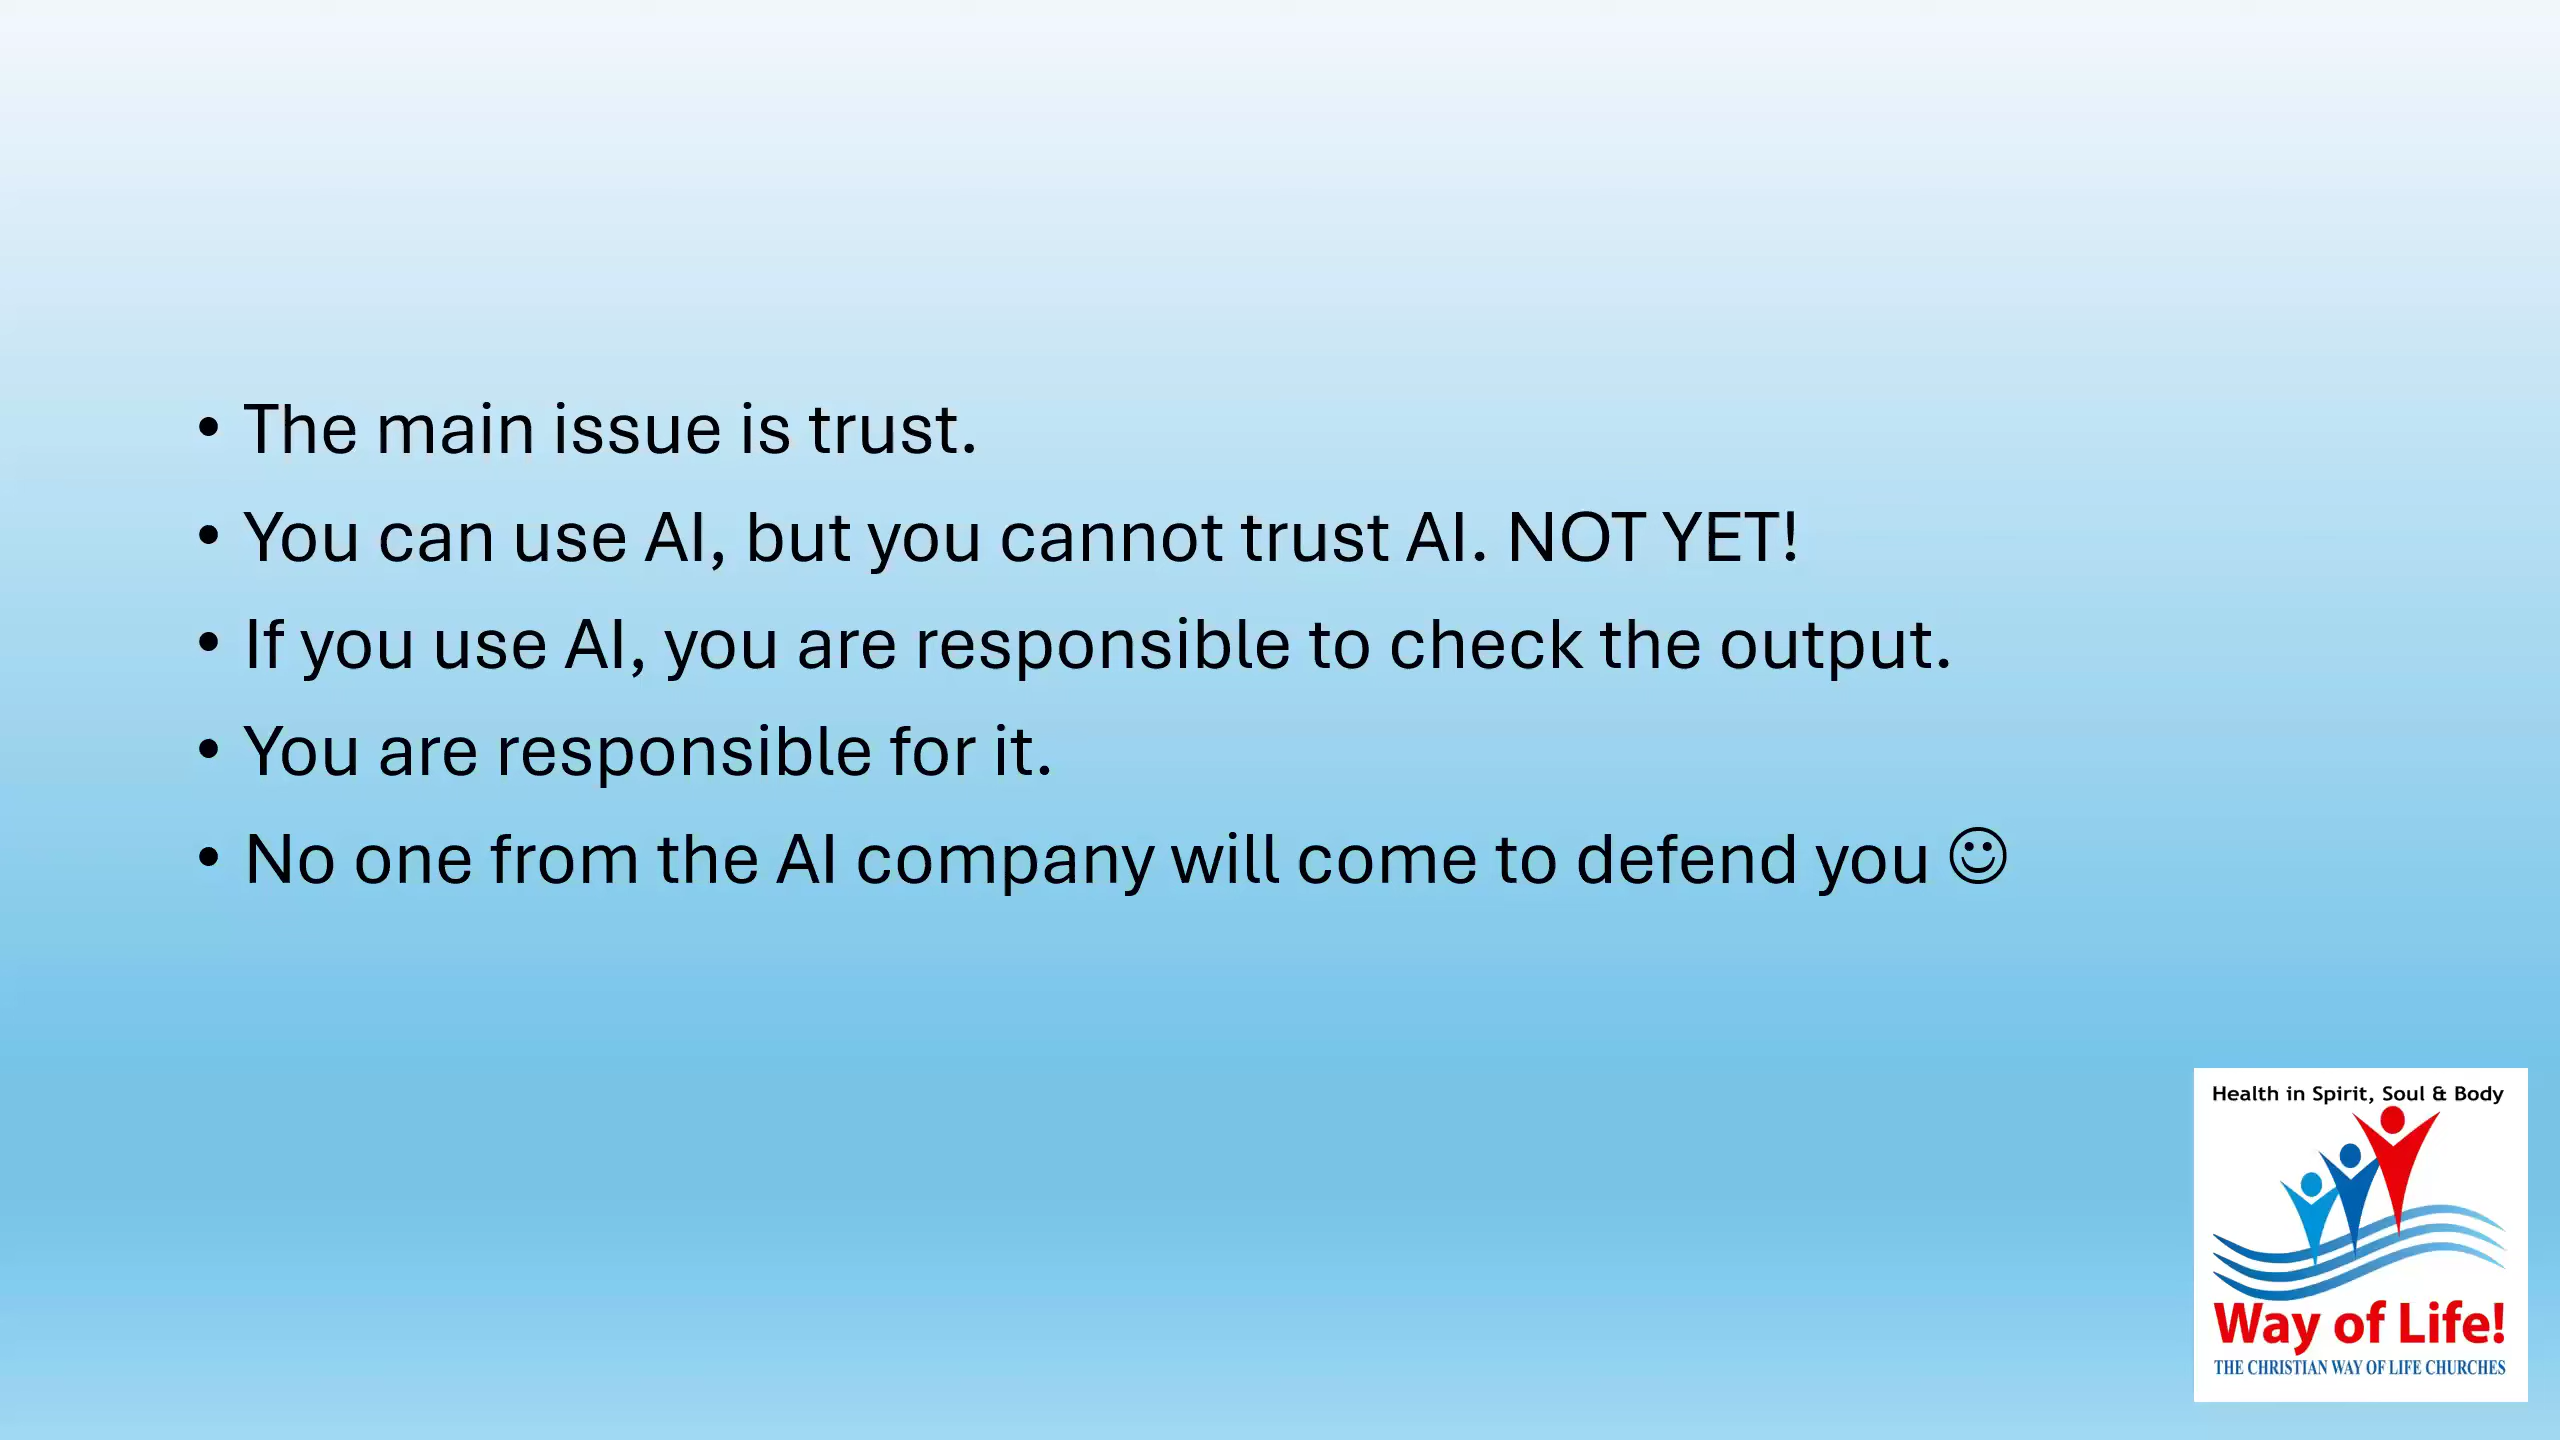 • The main issue is trust.
• You can use AI, but you cannot trust AI. NOT YET!
• If you use AI, you are responsible to check the output.
• You are responsible for it.
• No one from the AI company will come to defend you ☺
Health in Spirit, Soul & Body
Way of Life!
THE CHRISTIAN WAY OF LIFE CHURCHES